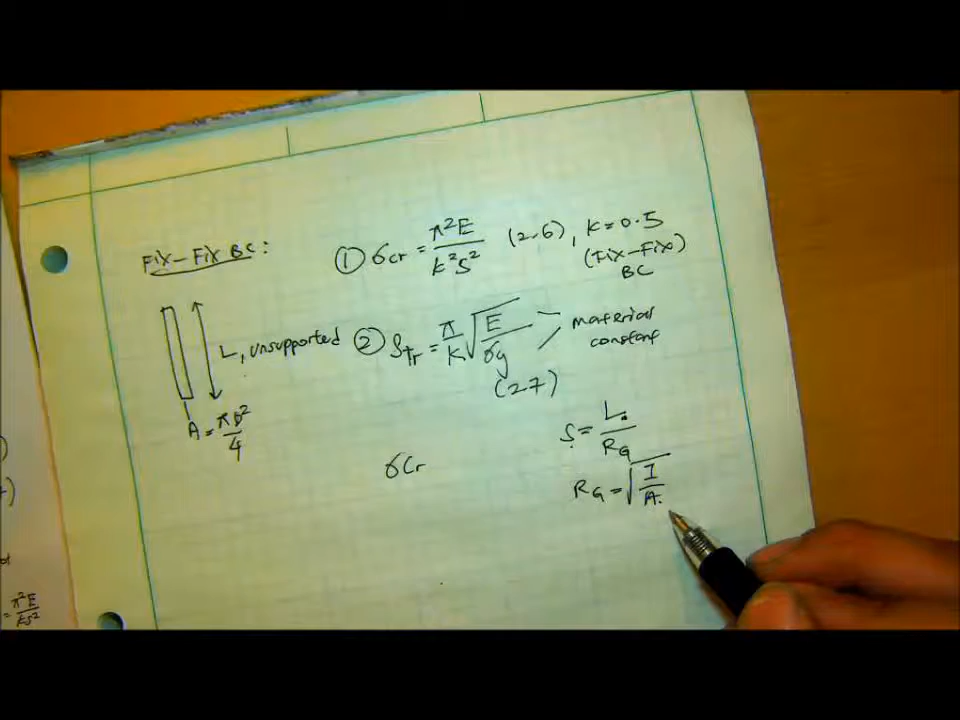 Fix-Fix BC:
① σcr = π²E / k²S² (2.6), k = 0.5
(Fix-Fix)
BC
L, unsupported
② Str = π/k √(E/σy) material
constant
(2.7)
A = πD²/4
S = L/RG
σcr
RG = √(I/A)
= π²E/